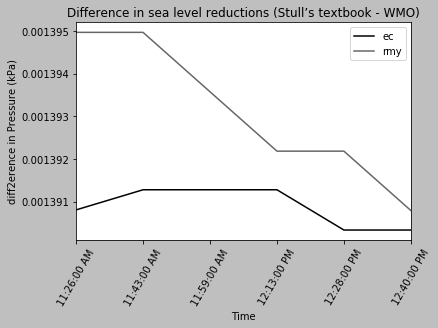 Difference in sea level reductions (Stull’s textbook - WMO)
ec
rmy
0.001395
0.001394
0.001393
0.001392
0.001391
diff2erence in Pressure (kPa)
11:26:00 AM
11:43:00 AM
11:59:00 AM
12:13:00 PM
12:28:00 PM
12:40:00 PM
Time